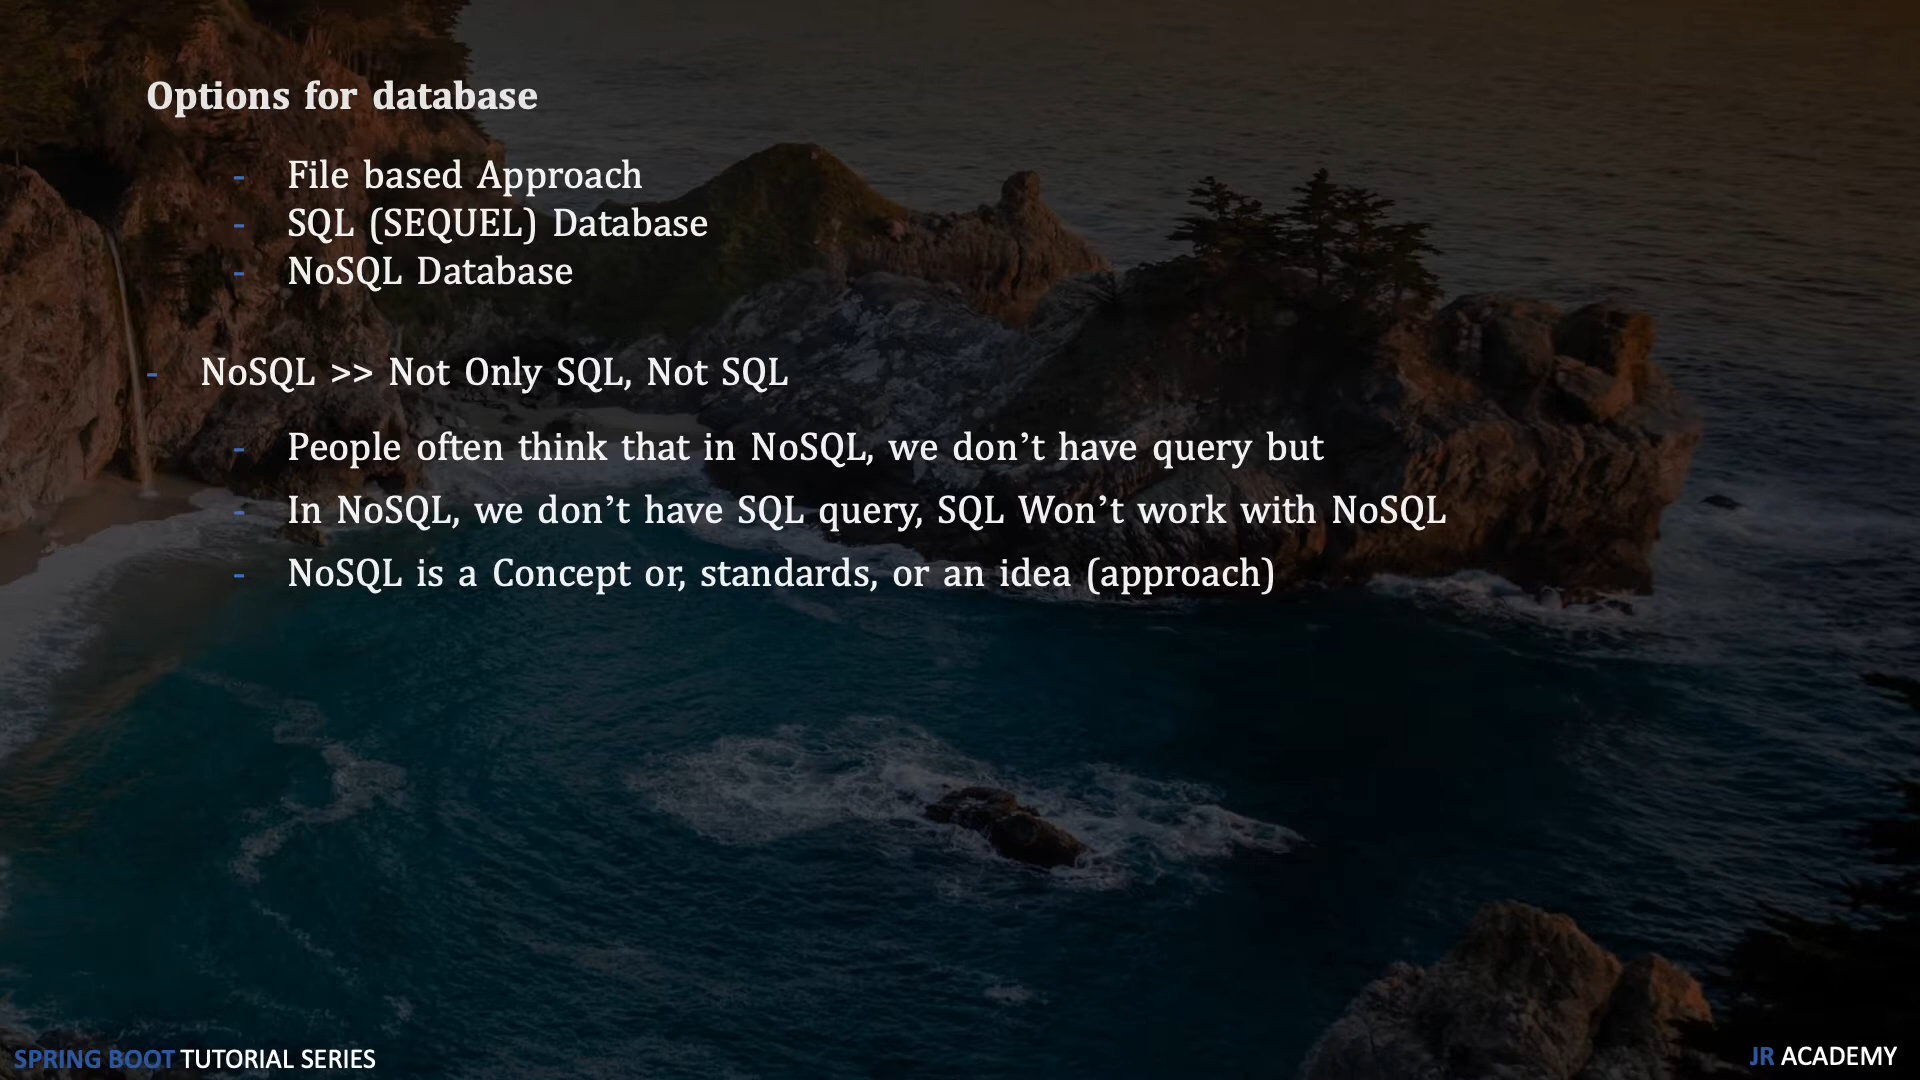 Options for database
- File based Approach
- SQL (SEQUEL) Database
- NoSQL Database
- NoSQL >> Not Only SQL, Not SQL
- People often think that in NoSQL, we don’t have query but
- In NoSQL, we don’t have SQL query, SQL Won’t work with NoSQL
- NoSQL is a Concept or, standards, or an idea (approach)
SPRING BOOT TUTORIAL SERIES
JR ACADEMY